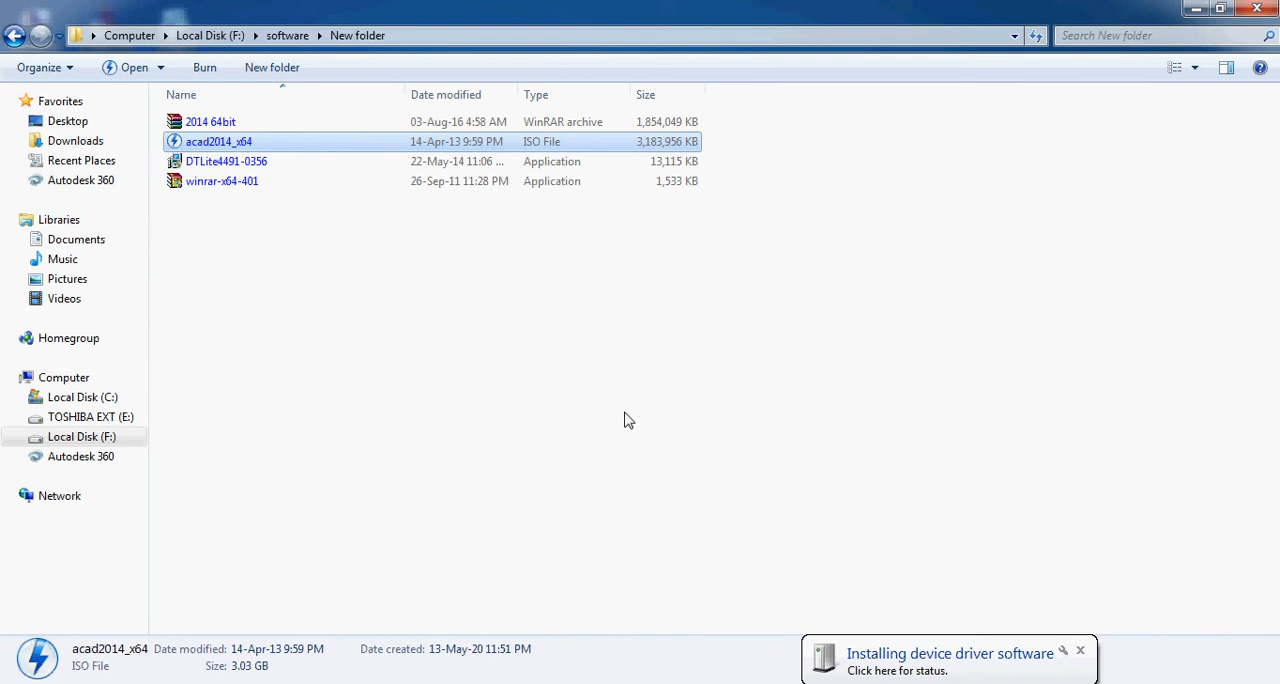 Computer Local Disk (F:) software New folder
Search New folder
Organize Open Burn New folder
Name Date modified Type Size
2014 64bit 03-Aug-16 4:58 AM WinRAR archive 1,854,049 KB
acad2014_x64 14-Apr-13 9:59 PM ISO File 3,183,956 KB
DTLite4491-0356 22-May-14 11:06 ... Application 13,115 KB
winrar-x64-401 26-Sep-11 11:28 PM Application 1,533 KB
Favorites
Desktop
Downloads
Recent Places
Autodesk 360
Libraries
Documents
Music
Pictures
Videos
Homegroup
Computer
Local Disk (C:)
TOSHIBA EXT (E:)
Local Disk (F:)
Autodesk 360
Network
acad2014_x64 Date modified: 14-Apr-13 9:59 PM Date created: 13-May-20 11:51 PM
ISO File Size: 3.03 GB
Installing device driver software
Click here for status.